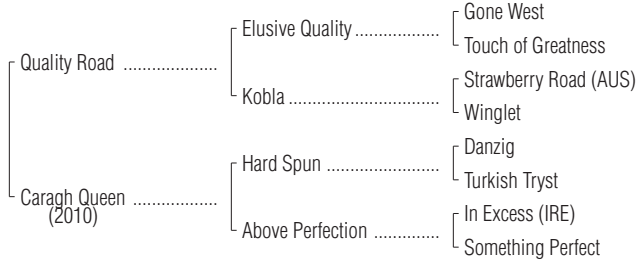 Gone West
Elusive Quality ..................
Touch of Greatness
Quality Road ....................
Strawberry Road (AUS)
Kobla ................................
Winglet
Danzig
Hard Spun ........................
Turkish Tryst
Caragh Queen ..................
(2010)
In Excess (IRE)
Above Perfection ..............
Something Perfect